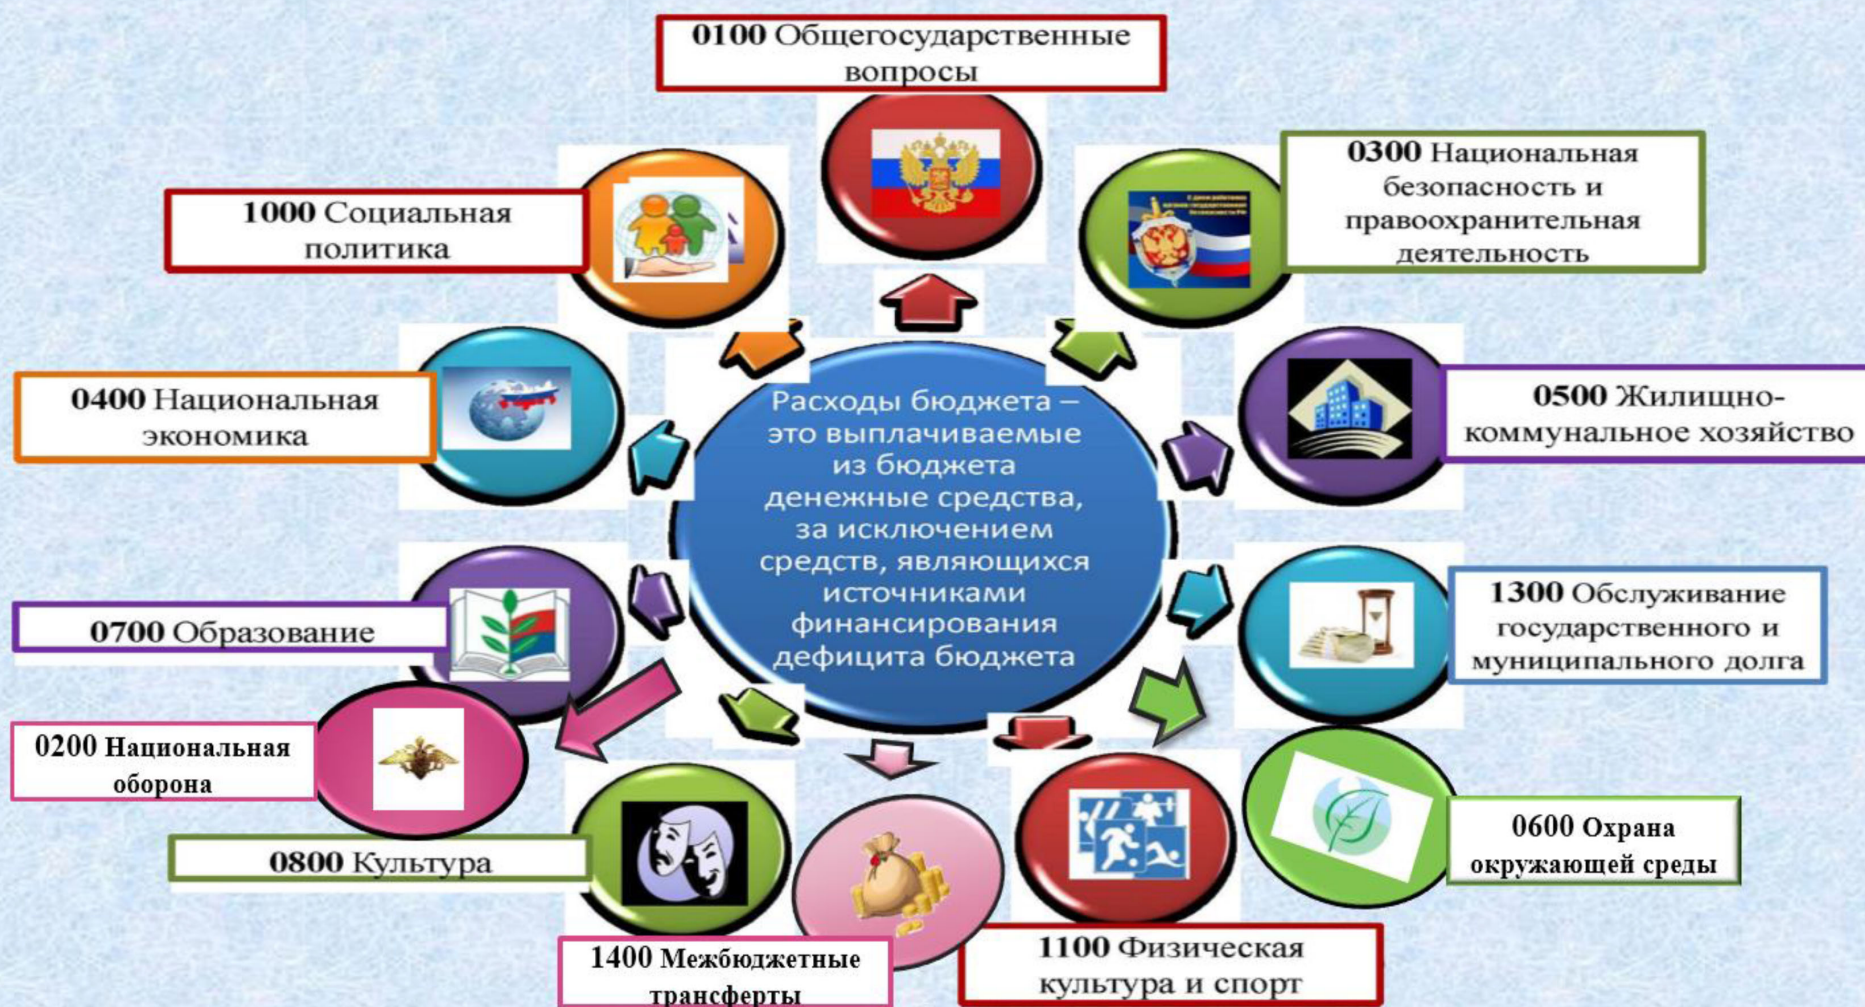 0100 Общегосударственные
вопросы
0300 Национальная
безопасность и
правоохранительная
деятельность
1000 Социальная
политика
0400 Национальная
экономика
0500 Жилищно-
коммунальное хозяйство
Расходы бюджета –
это выплачиваемые
из бюджета
денежные средства,
за исключением
средств, являющихся
источниками
финансирования
дефицита бюджета
0700 Образование
1300 Обслуживание
государственного и
муниципального долга
0200 Национальная
оборона
0800 Культура
0600 Охрана
окружающей среды
1400 Межбюджетные
трансферты
1100 Физическая
культура и спорт